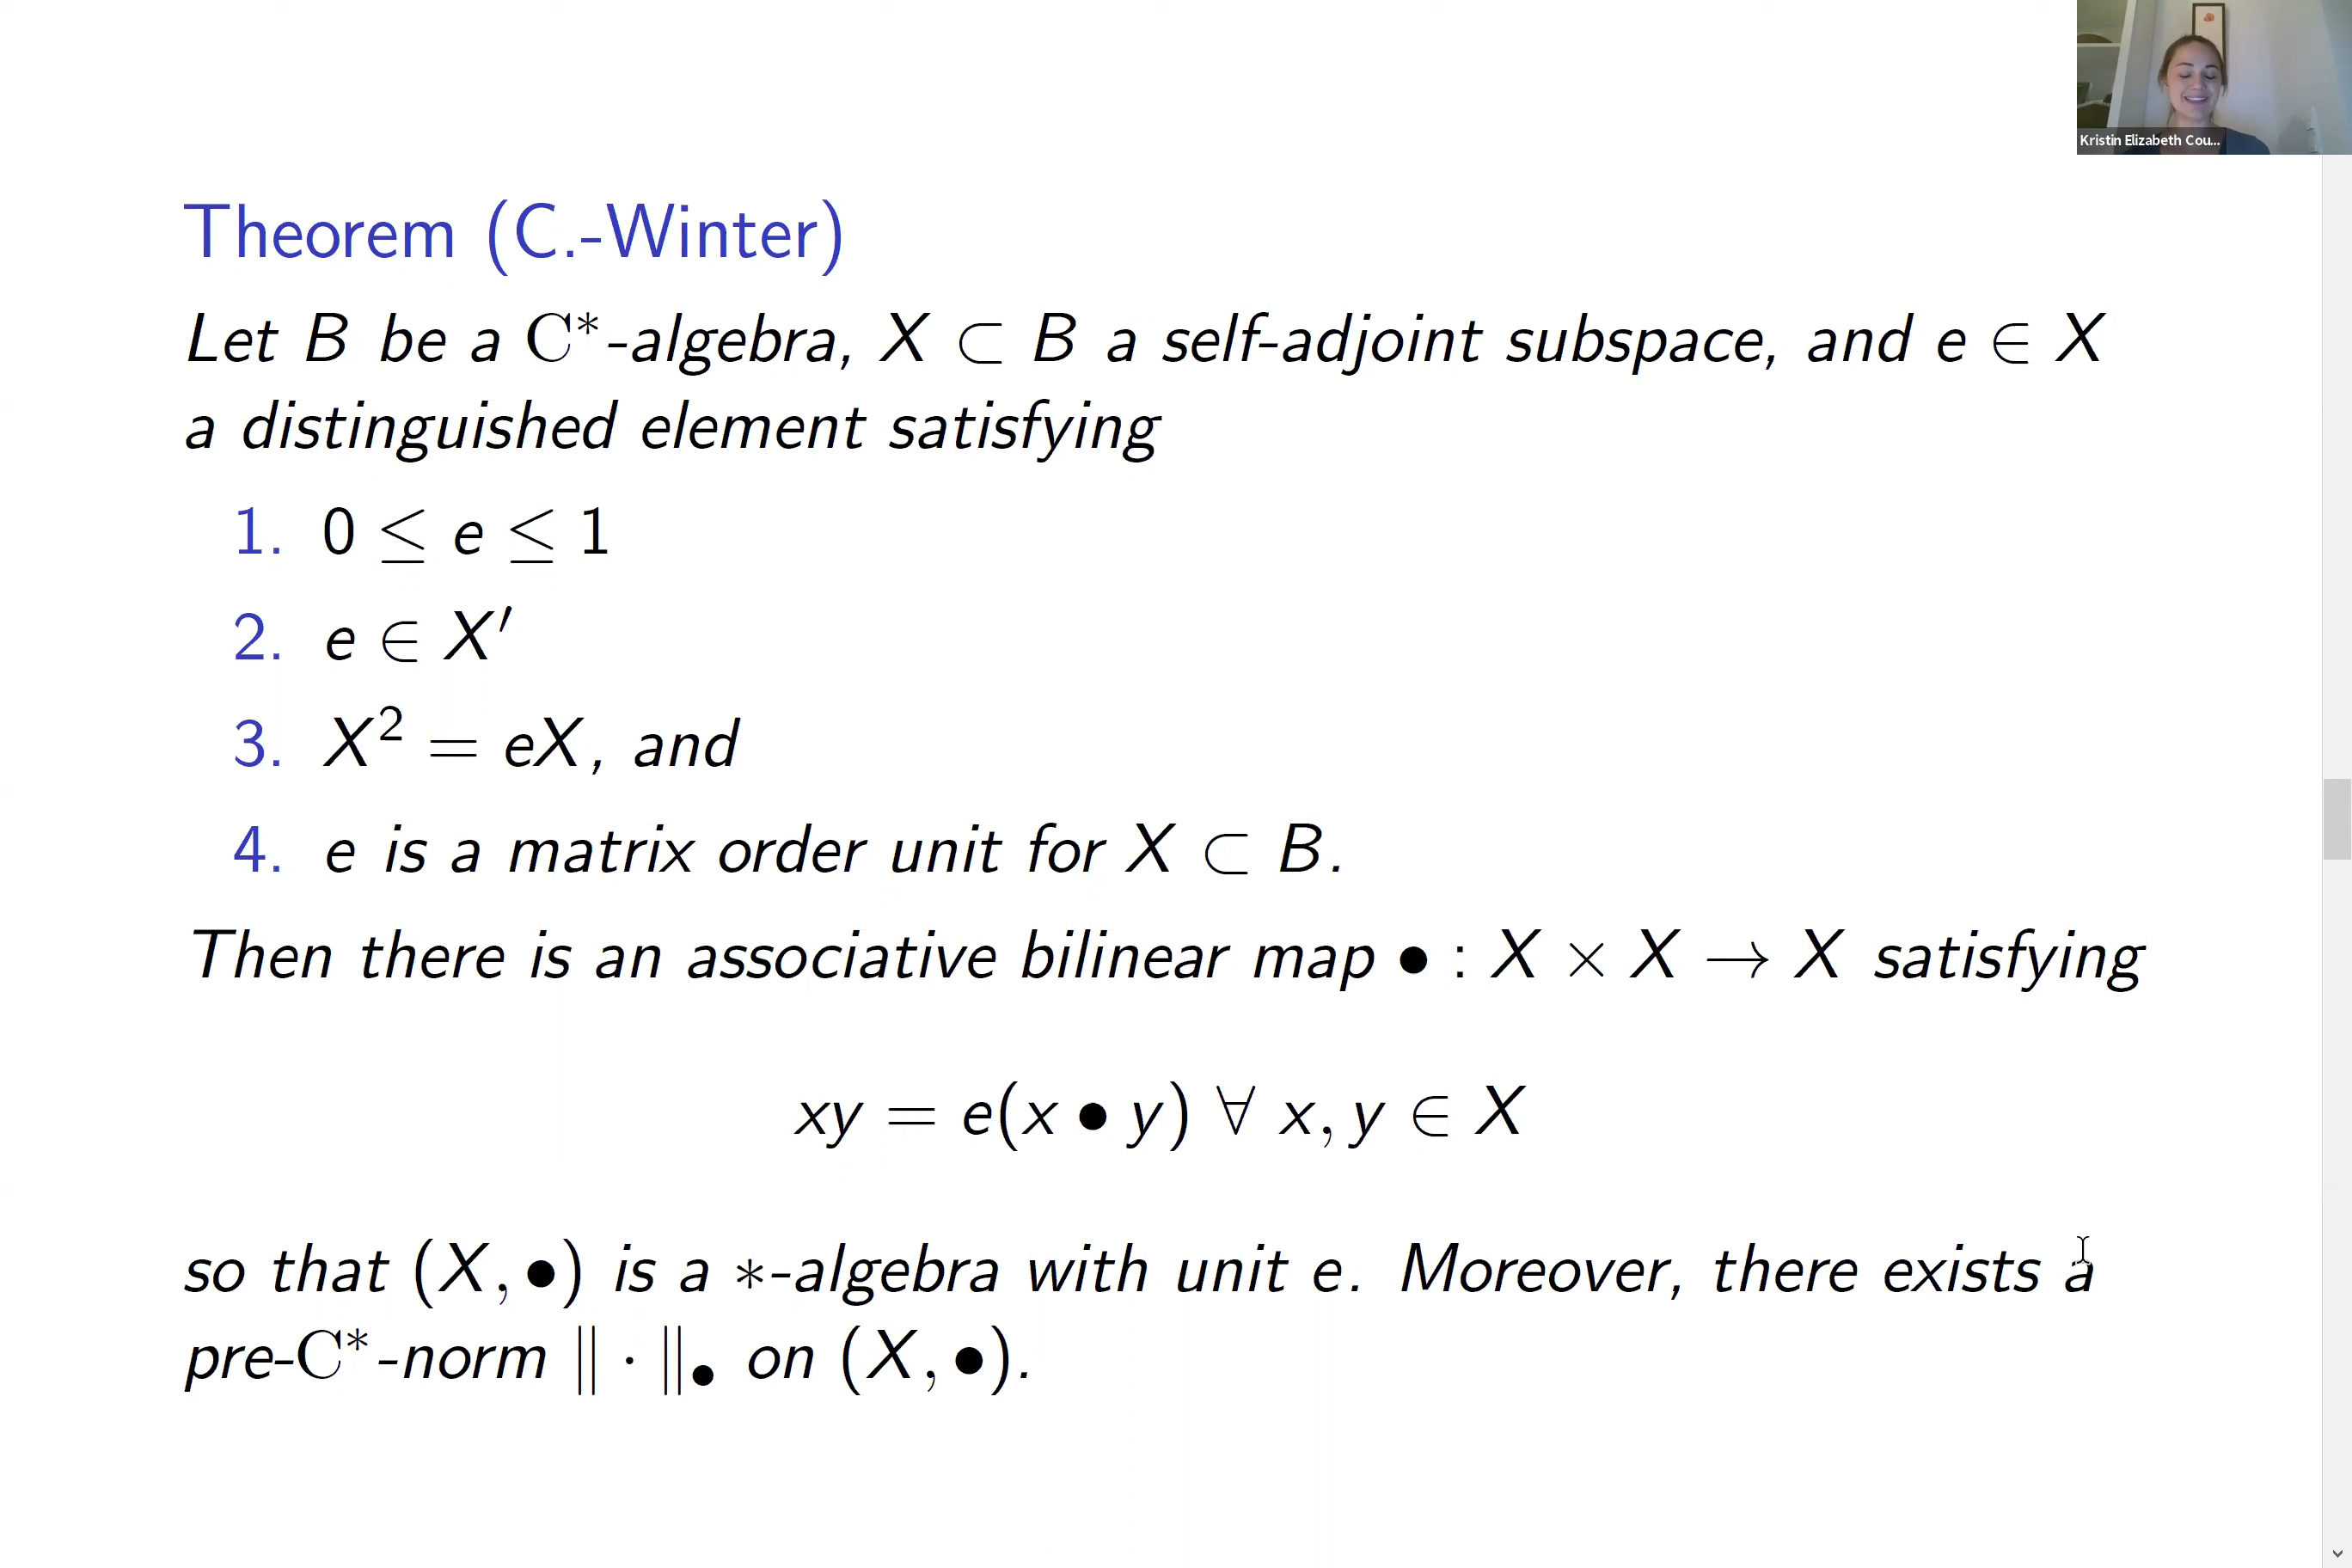 Kristin Elizabeth Cou...
Theorem (C.-Winter)
Let B be a C*-algebra, X ⊂ B a self-adjoint subspace, and e ∈ X
a distinguished element satisfying
1. 0 ≤ e ≤ 1
2. e ∈ X′
3. X² = eX, and
4. e is a matrix order unit for X ⊂ B.
Then there is an associative bilinear map • : X × X → X satisfying
xy = e(x • y) ∀ x, y ∈ X
so that (X, •) is a *-algebra with unit e. Moreover, there exists a
pre-C*-norm ‖ · ‖• on (X, •).